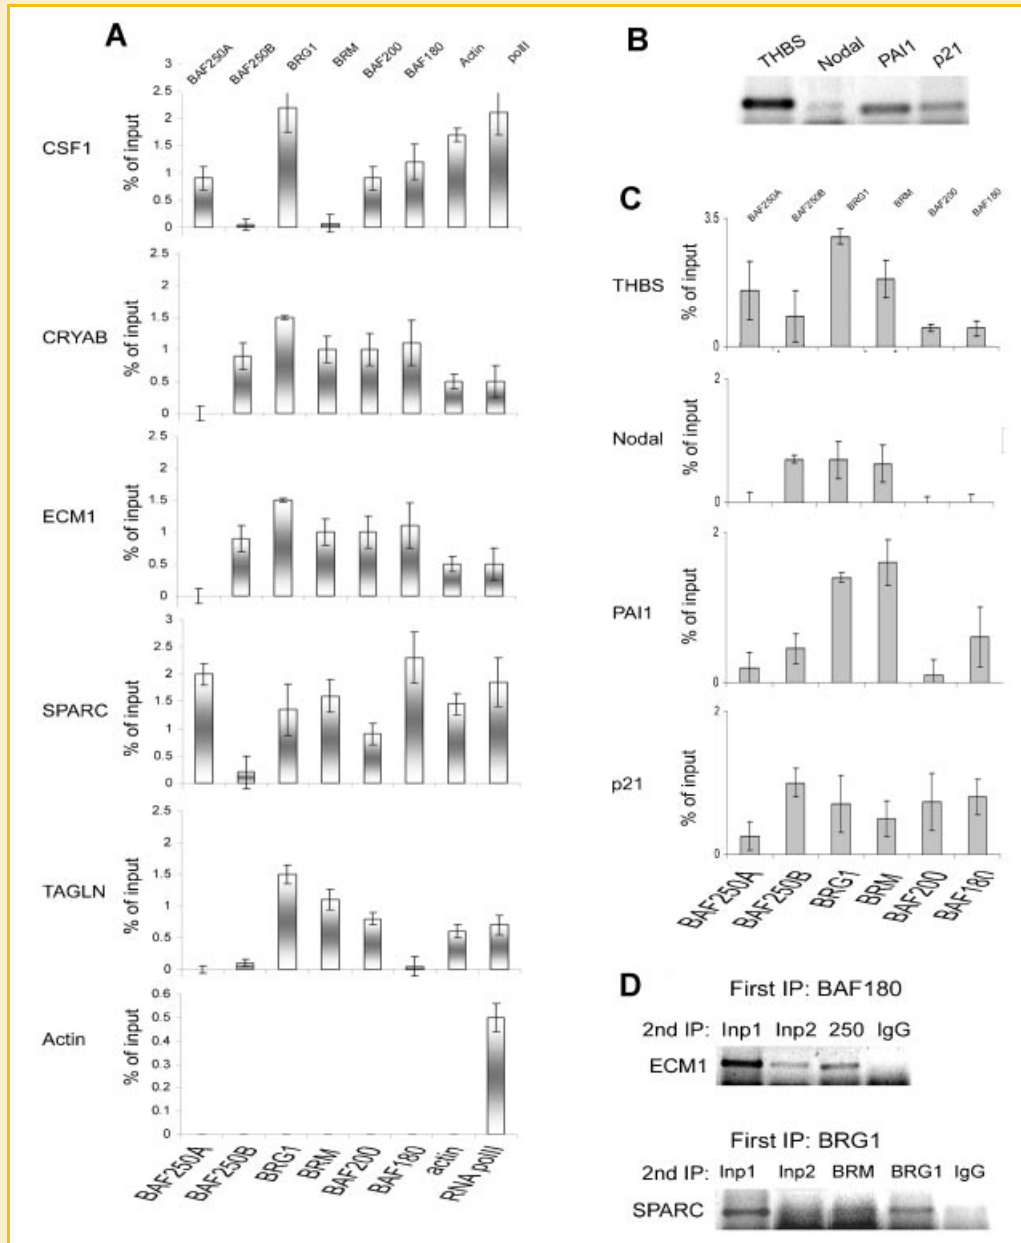 A
BAF250A BAF250B BRG1 BRM BAF200 BAF180 Actin polII
CSF1
% of input
3
2.5
2
1.5
1
0.5
0
CRYAB
% of input
2.5
2
1.5
1
0.5
0
ECM1
% of input
2.5
2
1.5
1
0.5
0
SPARC
% of input
3
2.5
2
1.5
1
0.5
0
TAGLN
% of input
2.5
2
1.5
1
0.5
0
Actin
% of input
0.6
0.5
0.4
0.3
0.2
0.1
0
BAF250A BAF250B BRG1 BRM BAF200 BAF180 actin RNA polII
B
THBS Nodal PAI1 p21
C
BAF250A BAF250B BRG1 BRM BAF200 BAF180
THBS
% of input
3.5
0
Nodal
% of input
2
0
PAI1
% of input
2
0
p21
% of input
2
0
BAF250A BAF250B BRG1 BRM BAF200 BAF180
D
First IP: BAF180
2nd IP: Inp1 Inp2 250 IgG
ECM1
First IP: BRG1
2nd IP: Inp1 Inp2 BRM BRG1 IgG
SPARC